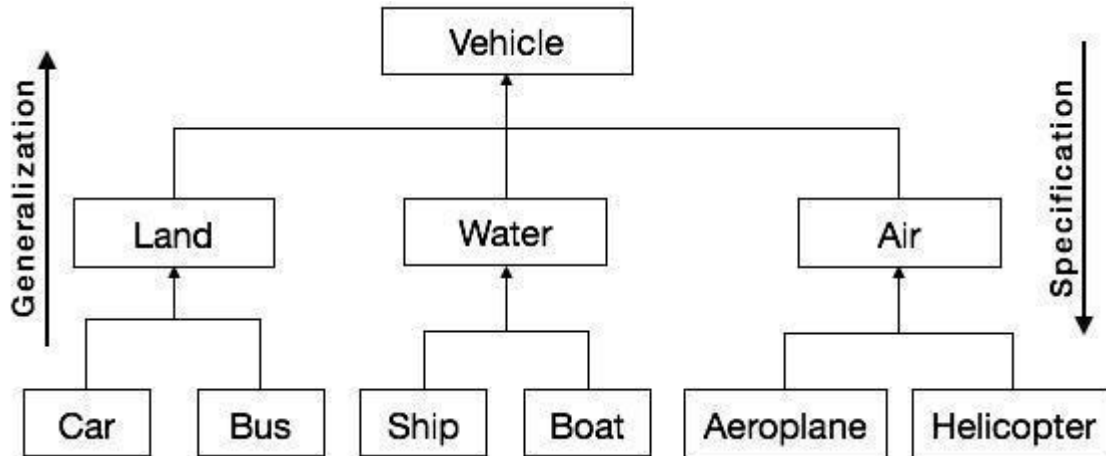 Vehicle
Generalization
Specification
Land
Water
Air
Car
Bus
Ship
Boat
Aeroplane
Helicopter